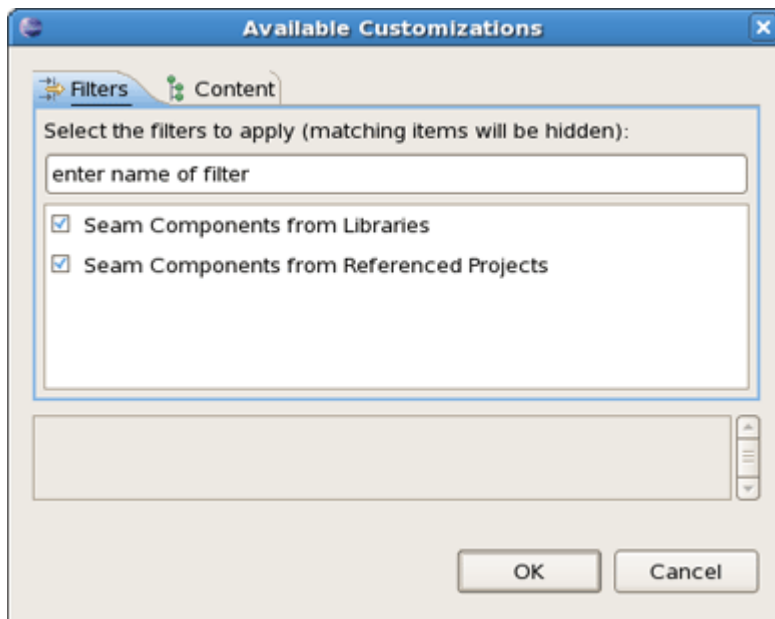 Available Customizations
Filters
Content
Select the filters to apply (matching items will be hidden):
enter name of filter
Seam Components from Libraries
Seam Components from Referenced Projects
OK
Cancel